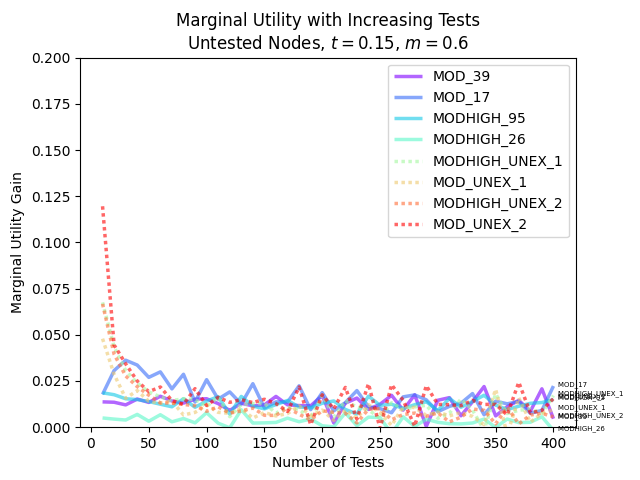 Marginal Utility with Increasing Tests
Untested Nodes, t = 0.15, m = 0.6
Marginal Utility Gain
0.200
0.175
0.150
0.125
0.100
0.075
0.050
0.025
0.000
MOD_39
MOD_17
MODHIGH_95
MODHIGH_26
MODHIGH_UNEX_1
MOD_UNEX_1
MODHIGH_UNEX_2
MOD_UNEX_2
MOD_17
MODHIGH_UNEX_1
MOD_UNEX_1
MODHIGH_UNEX_2
MODHIGH_26
0 50 100 150 200 250 300 350 400
Number of Tests